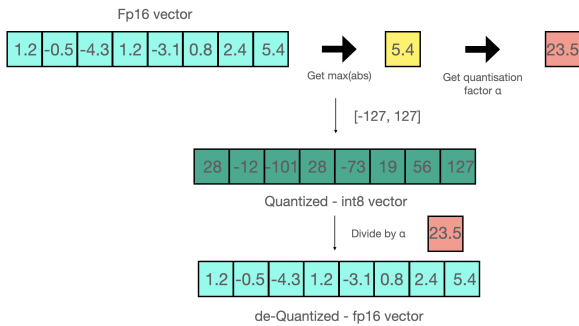 Fp16 vector
1.2 -0.5 -4.3 1.2 -3.1 0.8 2.4 5.4
5.4
23.5
Get max(abs)
Get quantisation
factor α
[-127, 127]
28 -12 -101 28 -73 19 56 127
Quantized - int8 vector
Divide by α
23.5
1.2 -0.5 -4.3 1.2 -3.1 0.8 2.4 5.4
de-Quantized - fp16 vector